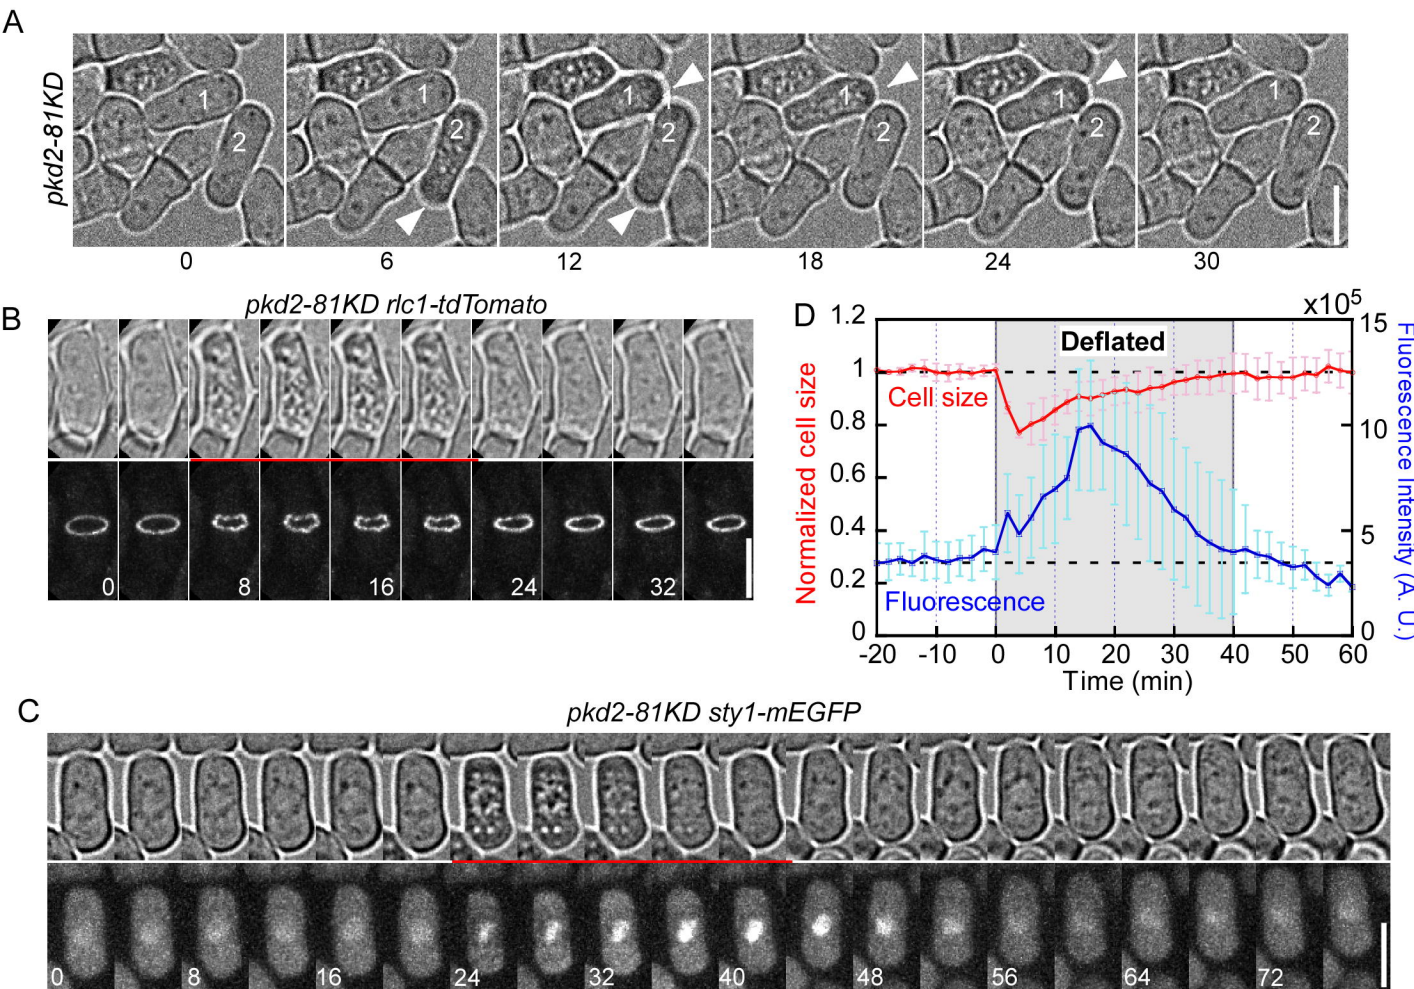 A
pkd2-81KD
1
2
1
2
1
2
1
2
1
2
1
2
0 6 12 18 24 30
B
pkd2-81KD rlc1-tdTomato
0 8 16 24 32
D
x10⁵
1.2
1
0.8
0.6
0.4
0.2
0
Normalized cell size
Deflated
Cell size
Fluorescence
15
10
5
0
Fluorescence Intensity (A. U.)
-20 -10 0 10 20 30 40 50 60
Time (min)
C
pkd2-81KD sty1-mEGFP
0 8 16 24 32 40 48 56 64 72